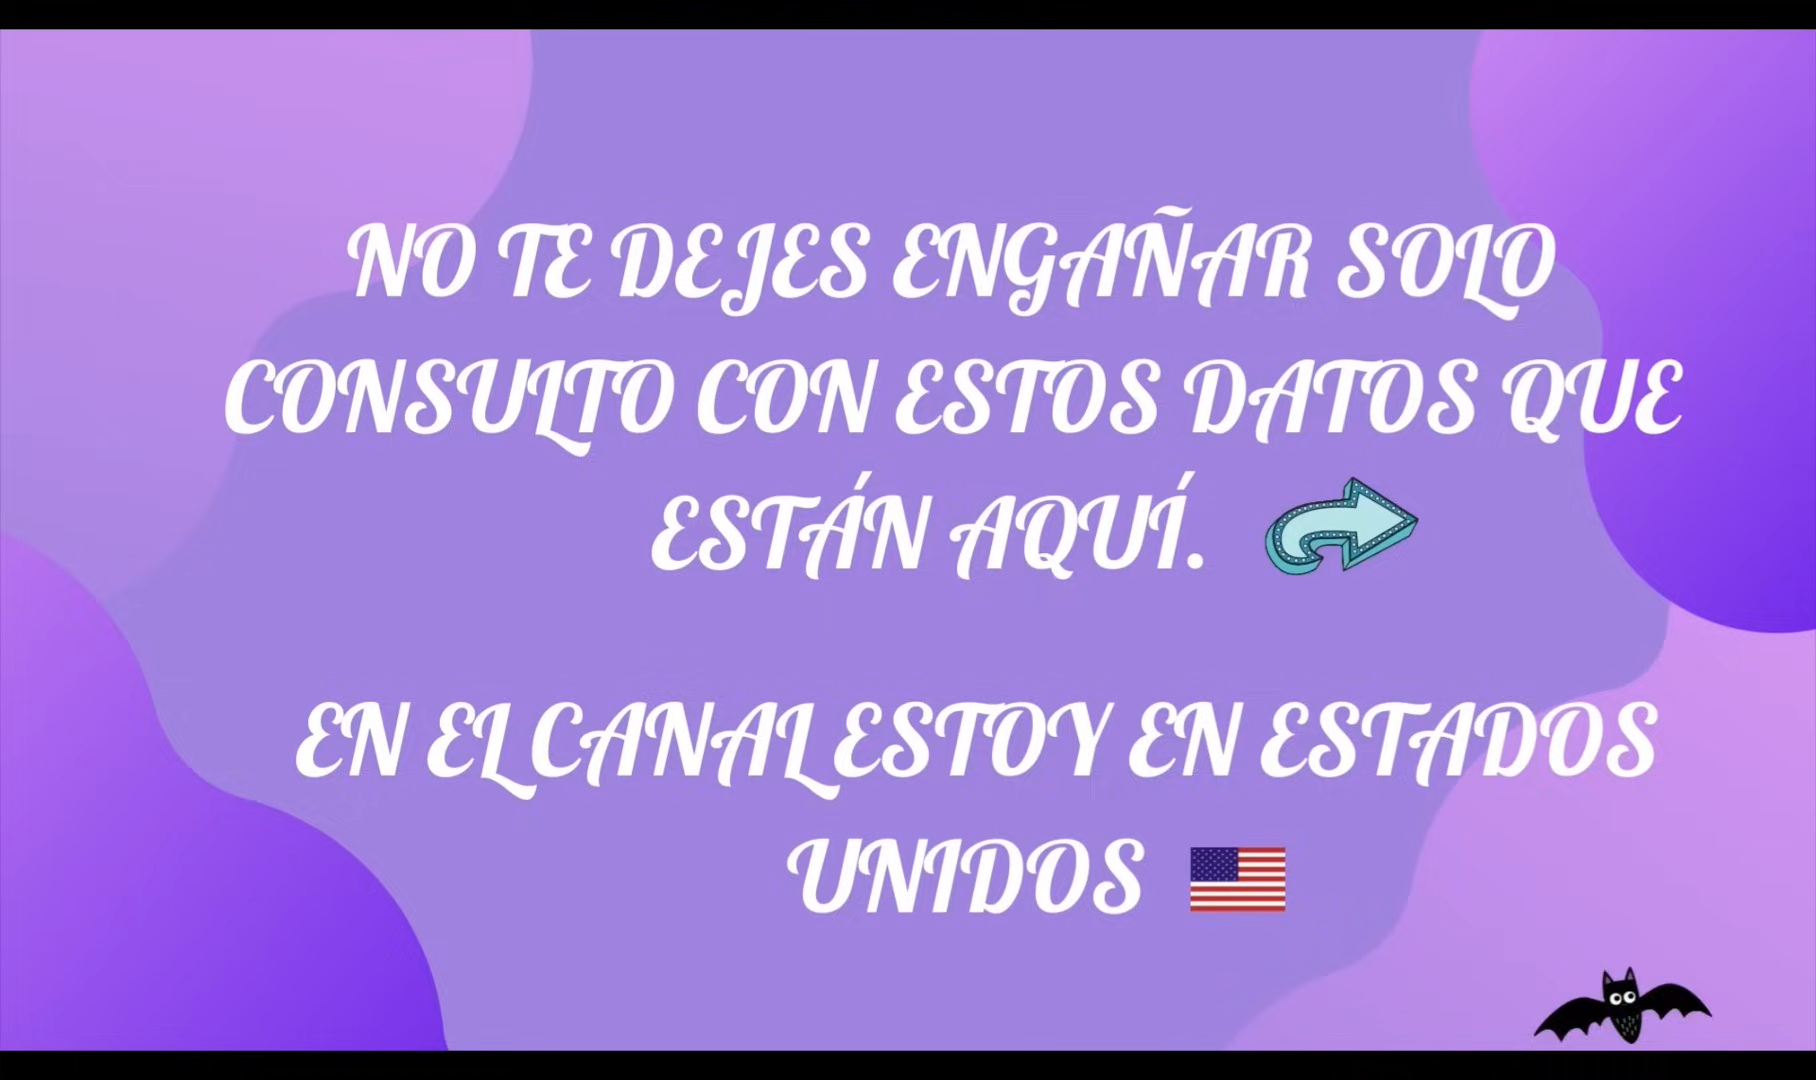 NO TE DEJES ENGAÑAR SOLO
CONSULTO CON ESTOS DATOS QUE
ESTÁN AQUÍ.
EN EL CANAL ESTOY EN ESTADOS
UNIDOS